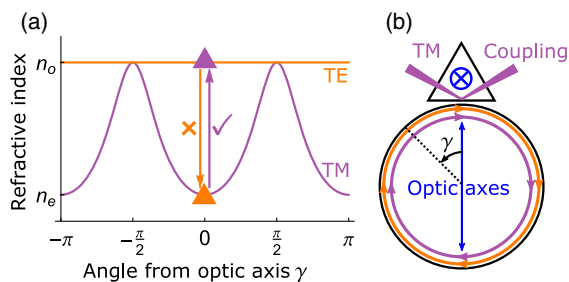 (a)
Refractive index
n_o
n_e
TE
TM
× ✓
−π
−π/2
0
π/2
π
Angle from optic axis γ
(b)
TM
Coupling
γ
Optic axes